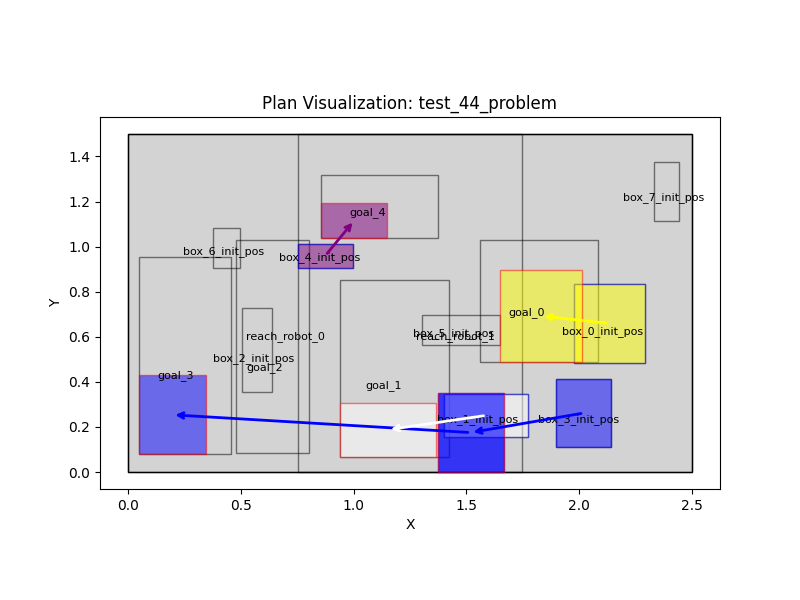 Plan Visualization: test_44_problem
1.4
1.2
1.0
0.8
0.6
0.4
0.2
0.0
Y
box_7_init_pos
goal_4
box_6_init_pos
box_4_init_pos
goal_0
box_0_init_pos
box_5_init_pos
reach_robot_0
reach_robot_1
box_2_init_pos
goal_2
goal_3
goal_1
box_1_init_pos
box_3_init_pos
0.0
0.5
1.0
1.5
2.0
2.5
X